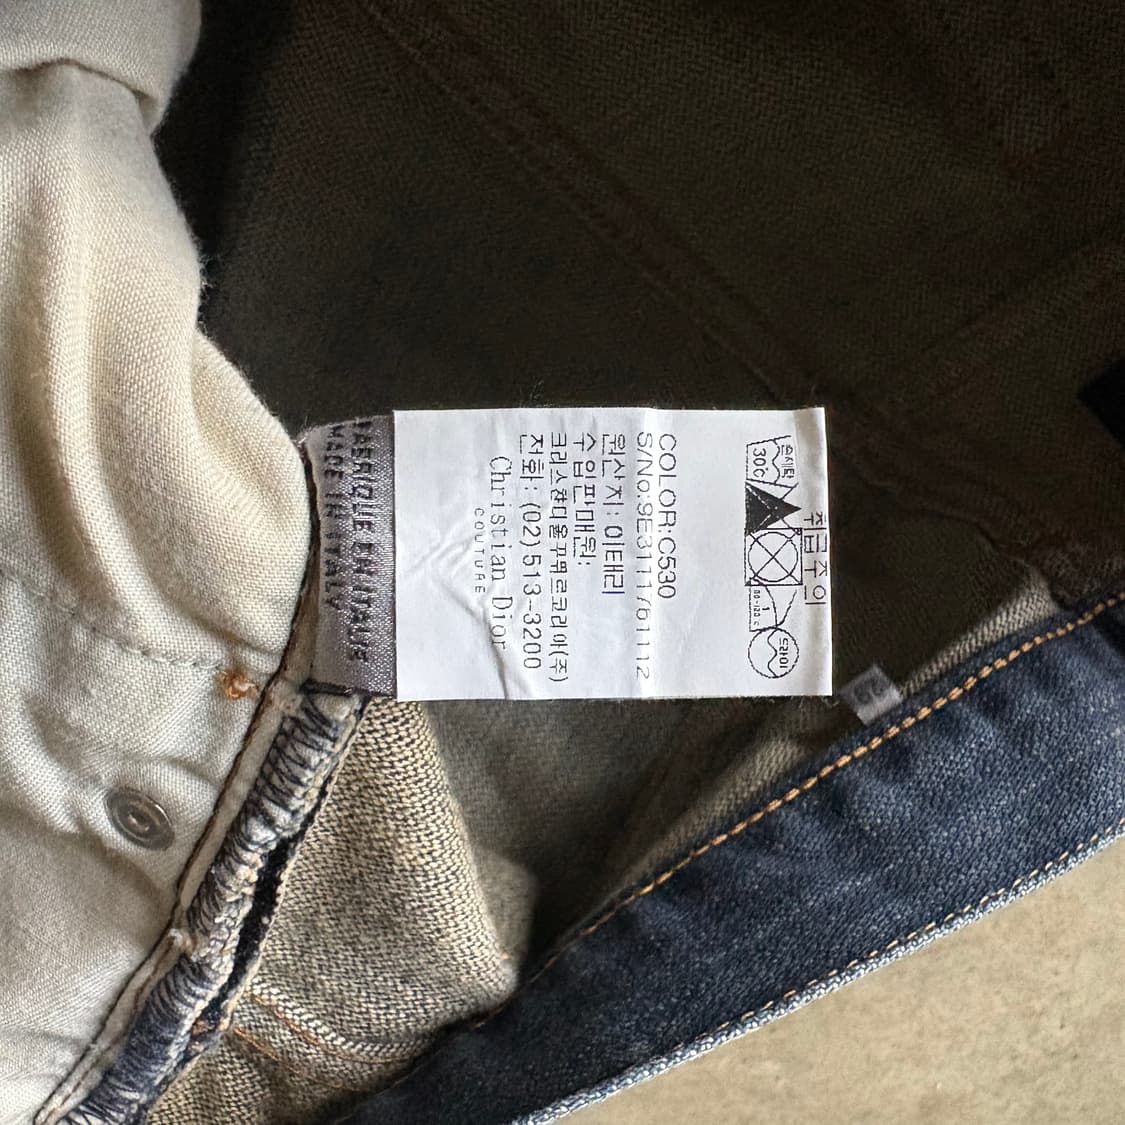 취급주의
손세탁
30C
드라이
COLOR:C530
S/No:9E3111761112
원산지: 이태리
수입판매원:
크리스챤디올꾸뛰르코리아(주)
전화: (02)513-3200
Christian Dior
COUTURE
FABRIQUE EN ITALIE
MADE IN ITALY